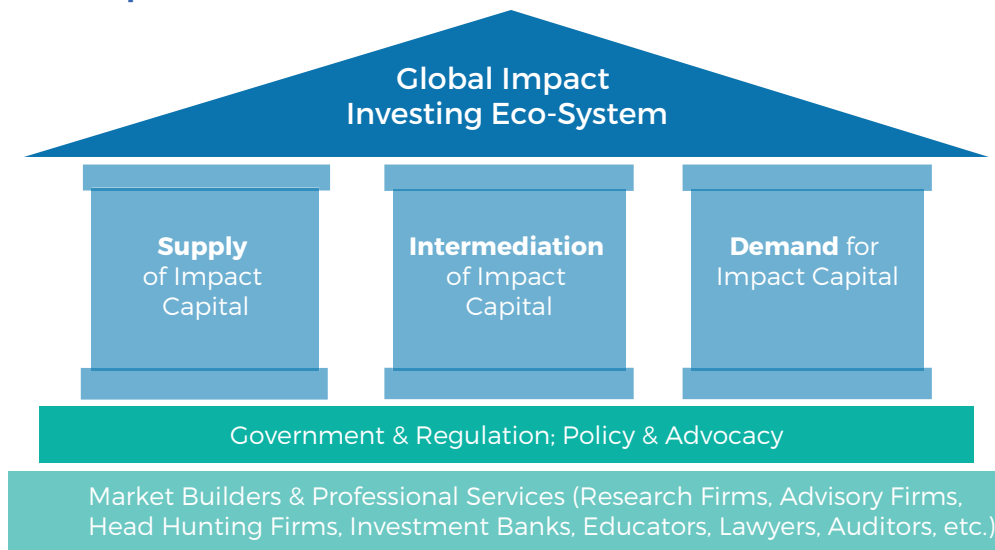 Global Impact
Investing Eco-System
Supply
of Impact
Capital
Intermediation
of Impact
Capital
Demand for
Impact Capital
Government & Regulation; Policy & Advocacy
Market Builders & Professional Services (Research Firms, Advisory Firms,
Head Hunting Firms, Investment Banks, Educators, Lawyers, Auditors, etc.)